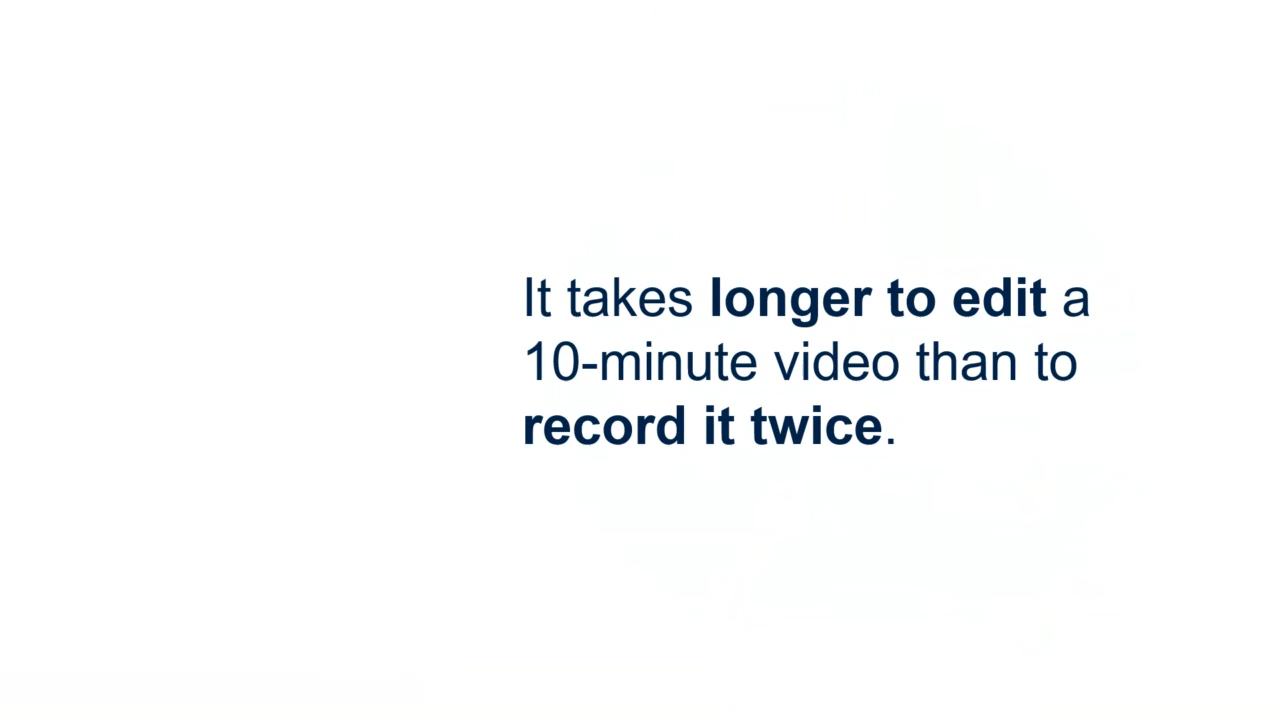 It takes longer to edit a
10-minute video than to
record it twice.